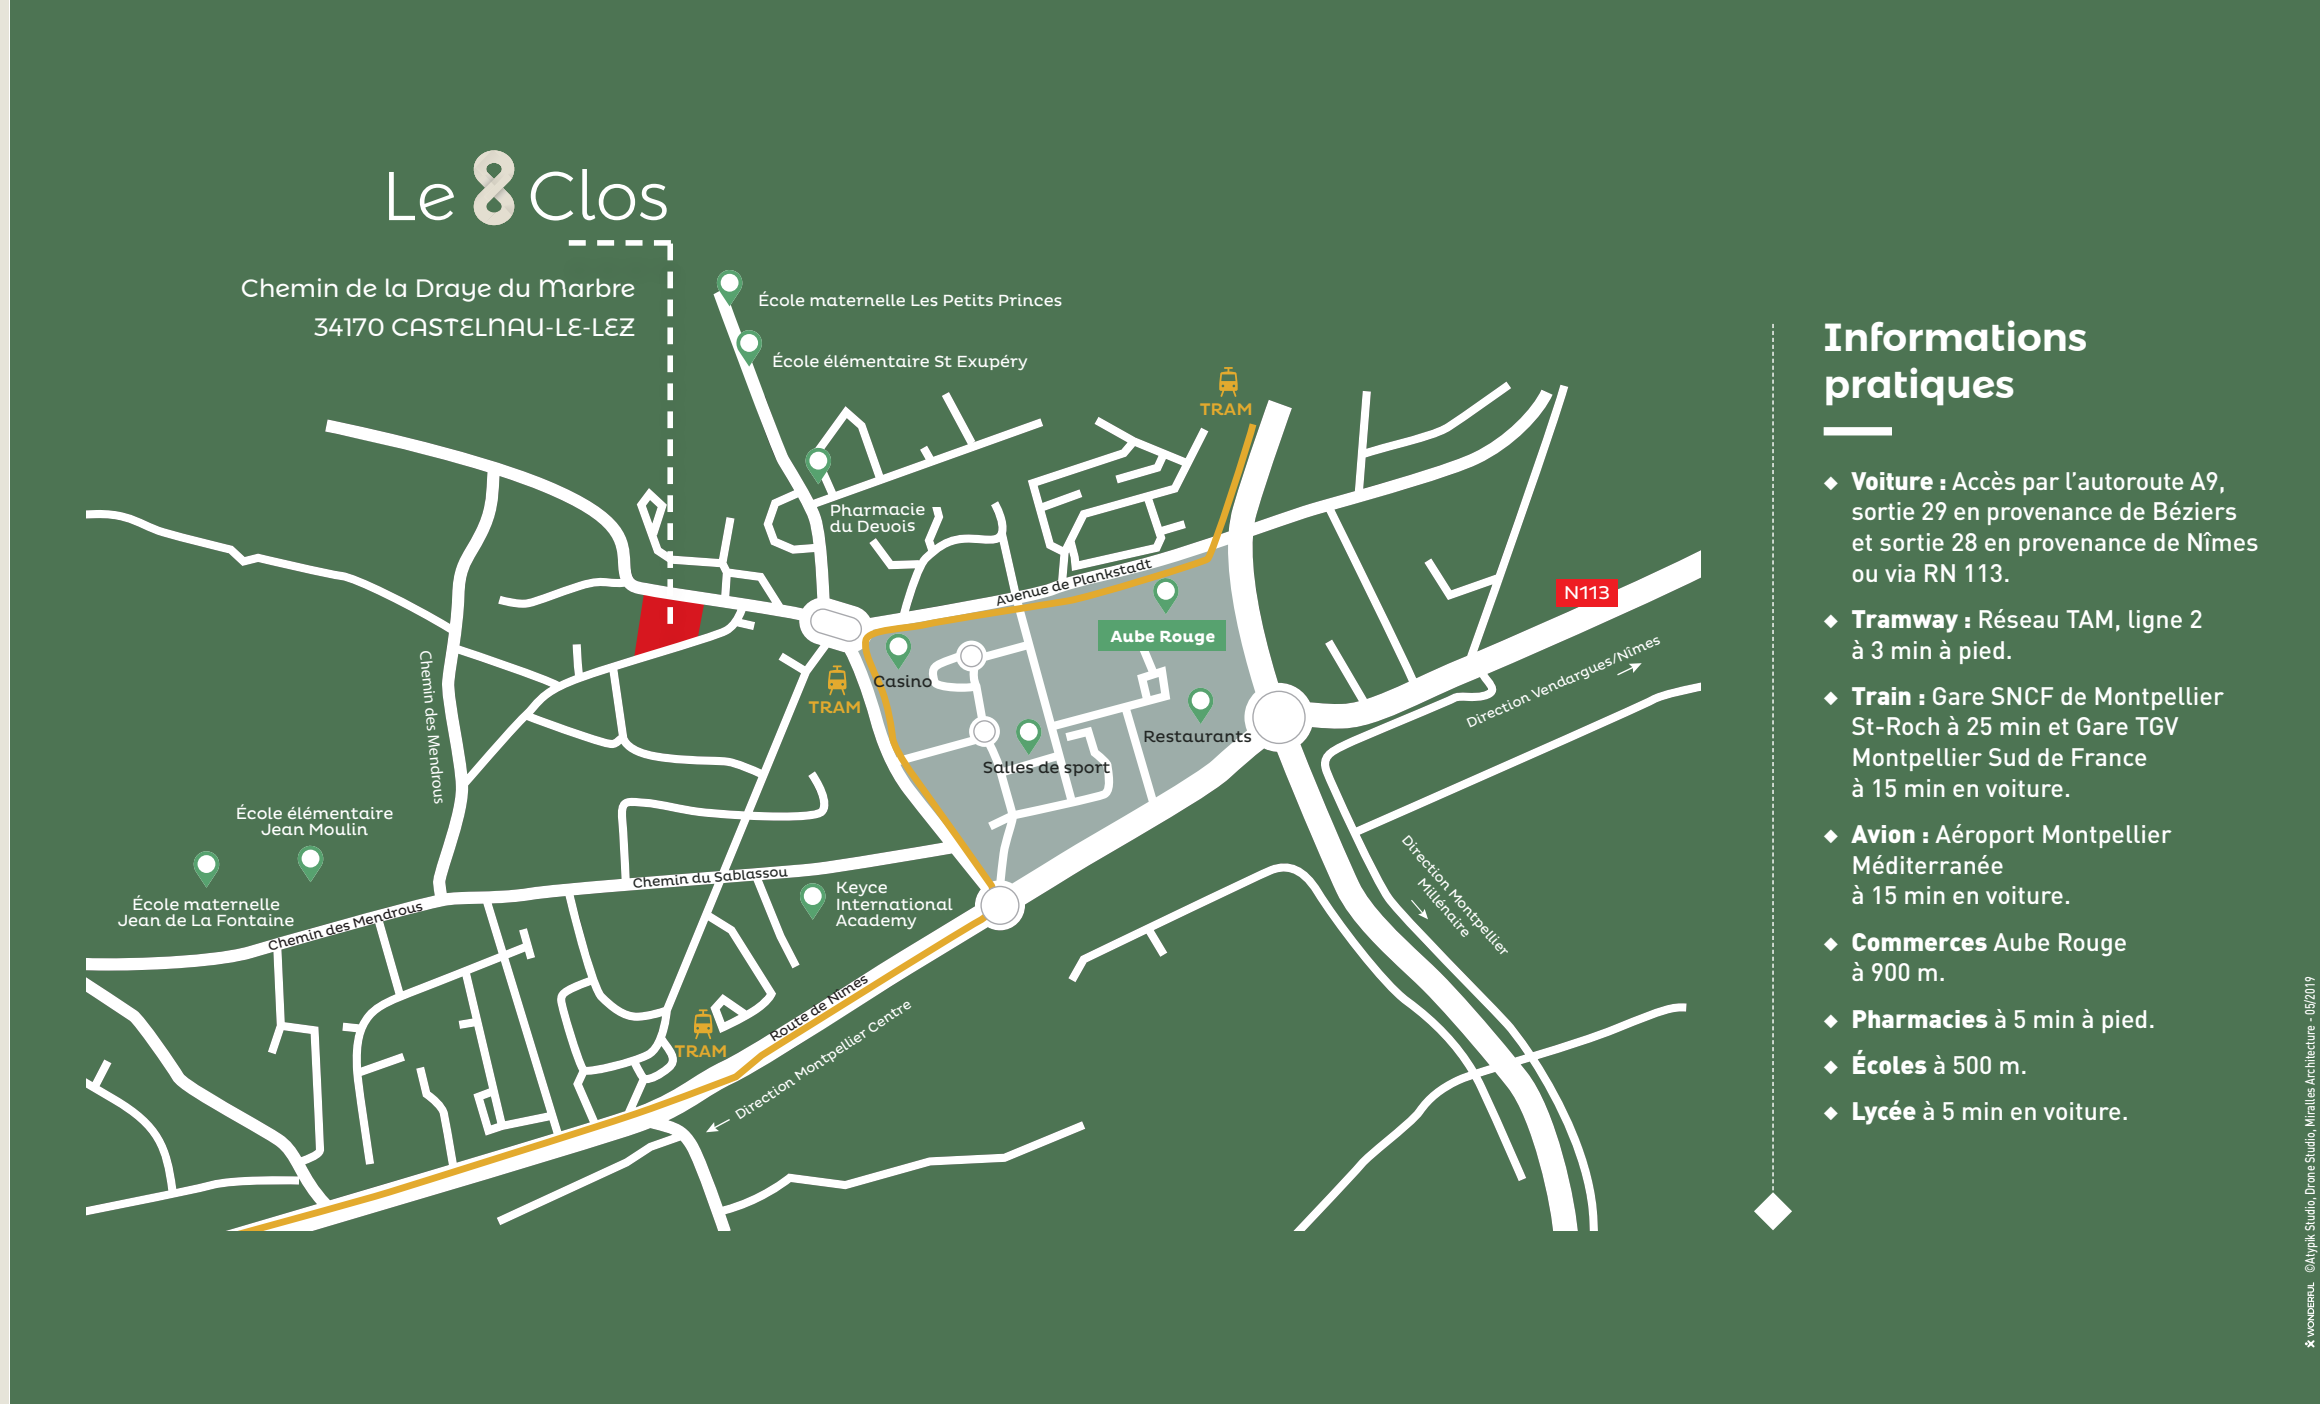 Le 8 Clos
Chemin de la Draye du Marbre
34170 CASTELNAU-LE-LEZ
École maternelle Les Petits Princes
École élémentaire St Exupéry
TRAM
Pharmacie
du Devois
Avenue de Plankstadt
Aube Rouge
N113
Direction Vendargues/Nîmes
Casino
TRAM
Restaurants
Salles de sport
Chemin des Mendrous
École élémentaire
Jean Moulin
École maternelle
Jean de La Fontaine
Chemin des Mendrous
Chemin du Sablassou
Keyce
International
Academy
Direction Montpellier
Millénaire
Route de Nîmes
TRAM
Direction Montpellier Centre
Informations
pratiques
Voiture : Accès par l'autoroute A9,
sortie 29 en provenance de Béziers
et sortie 28 en provenance de Nîmes
ou via RN 113.
Tramway : Réseau TAM, ligne 2
à 3 min à pied.
Train : Gare SNCF de Montpellier
St-Roch à 25 min et Gare TGV
Montpellier Sud de France
à 15 min en voiture.
Avion : Aéroport Montpellier
Méditerranée
à 15 min en voiture.
Commerces Aube Rouge
à 900 m.
Pharmacies à 5 min à pied.
Écoles à 500 m.
Lycée à 5 min en voiture.
WONDERFUL ©Atypik Studio, Drone Studio, Miralles Architecture - 05/2019